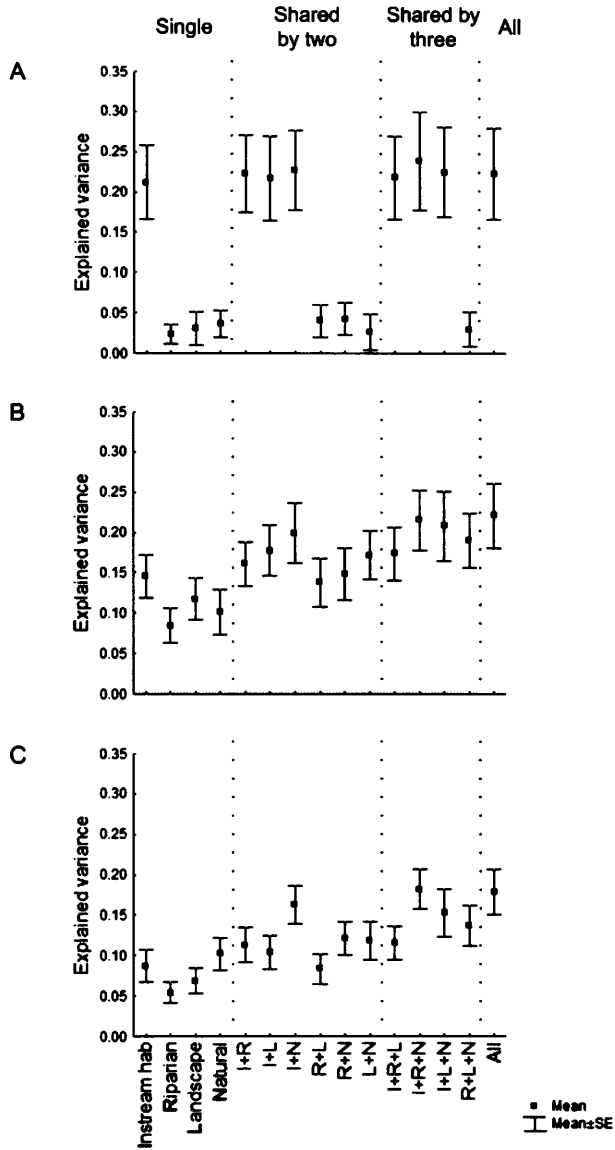 Single
Shared by two
Shared by three
All
A
Explained variance
0.35
0.30
0.25
0.20
0.15
0.10
0.05
0.00
B
Explained variance
0.35
0.30
0.25
0.20
0.15
0.10
0.05
0.00
C
Explained variance
0.35
0.30
0.25
0.20
0.15
0.10
0.05
0.00
Instream hab
Riparian
Landscape
Natural
I+R
I+L
I+N
R+L
R+N
L+N
I+R+L
I+R+N
I+L+N
R+L+N
All
Mean
Mean±SE